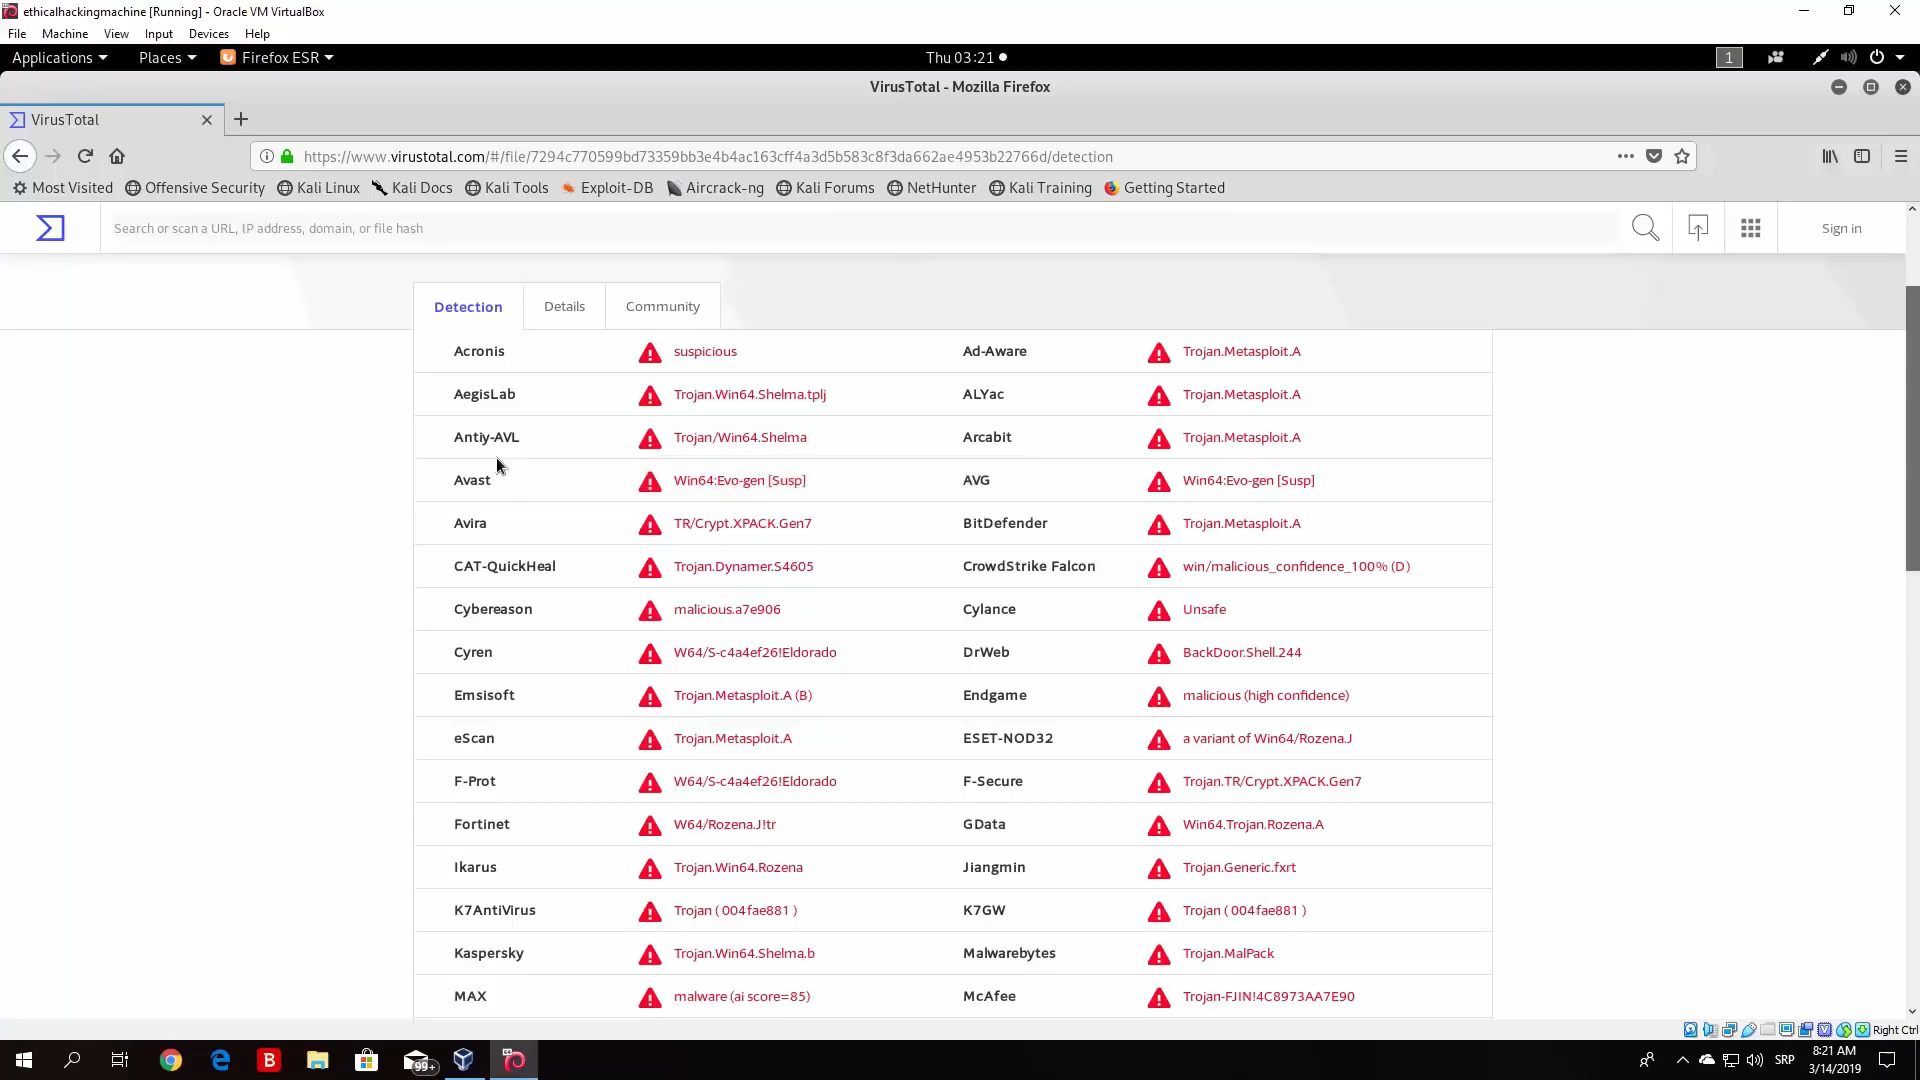 ethicalhackingmachine [Running] - Oracle VM VirtualBox
File Machine View Input Devices Help
Applications Places Firefox ESR Thu 03:21 1
VirusTotal - Mozilla Firefox
VirusTotal
https://www.virustotal.com/#/file/7294c770599bd73359bb3e4b4ac163cff4a3d5b583c8f3da662ae4953b22766d/detection
Most Visited Offensive Security Kali Linux Kali Docs Kali Tools Exploit-DB Aircrack-ng Kali Forums NetHunter Kali Training Getting Started
Search or scan a URL, IP address, domain, or file hash Sign in
Detection Details Community
Acronis suspicious Ad-Aware Trojan.Metasploit.A
AegisLab Trojan.Win64.Shelma.tplj ALYac Trojan.Metasploit.A
Antiy-AVL Trojan/Win64.Shelma Arcabit Trojan.Metasploit.A
Avast Win64:Evo-gen [Susp] AVG Win64:Evo-gen [Susp]
Avira TR/Crypt.XPACK.Gen7 BitDefender Trojan.Metasploit.A
CAT-QuickHeal Trojan.Dynamer.S4605 CrowdStrike Falcon win/malicious_confidence_100% (D)
Cybereason malicious.a7e906 Cylance Unsafe
Cyren W64/S-c4a4ef26!Eldorado DrWeb BackDoor.Shell.244
Emsisoft Trojan.Metasploit.A (B) Endgame malicious (high confidence)
eScan Trojan.Metasploit.A ESET-NOD32 a variant of Win64/Rozena.J
F-Prot W64/S-c4a4ef26!Eldorado F-Secure Trojan.TR/Crypt.XPACK.Gen7
Fortinet W64/Rozena.J!tr GData Win64.Trojan.Rozena.A
Ikarus Trojan.Win64.Rozena Jiangmin Trojan.Generic.fxrt
K7AntiVirus Trojan ( 004fae881 ) K7GW Trojan ( 004fae881 )
Kaspersky Trojan.Win64.Shelma.b Malwarebytes Trojan.MalPack
MAX malware (ai score=85) McAfee Trojan-FJIN!4C8973AA7E90
Right Ctrl
B 99+ SRP 8:21 AM
3/14/2019